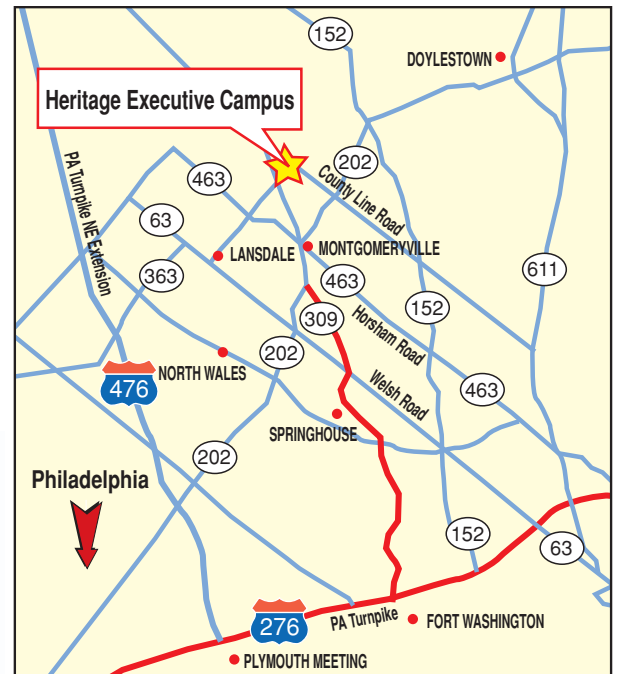 152
DOYLESTOWN
Heritage Executive Campus
PA Turnpike NE Extension
202
463
County Line Road
63
LANSDALE
MONTGOMERYVILLE
363
463
611
152
309
Horsham Road
202
NORTH WALES
476
Welsh Road
463
SPRINGHOUSE
202
Philadelphia
152
63
276
PA Turnpike
FORT WASHINGTON
PLYMOUTH MEETING